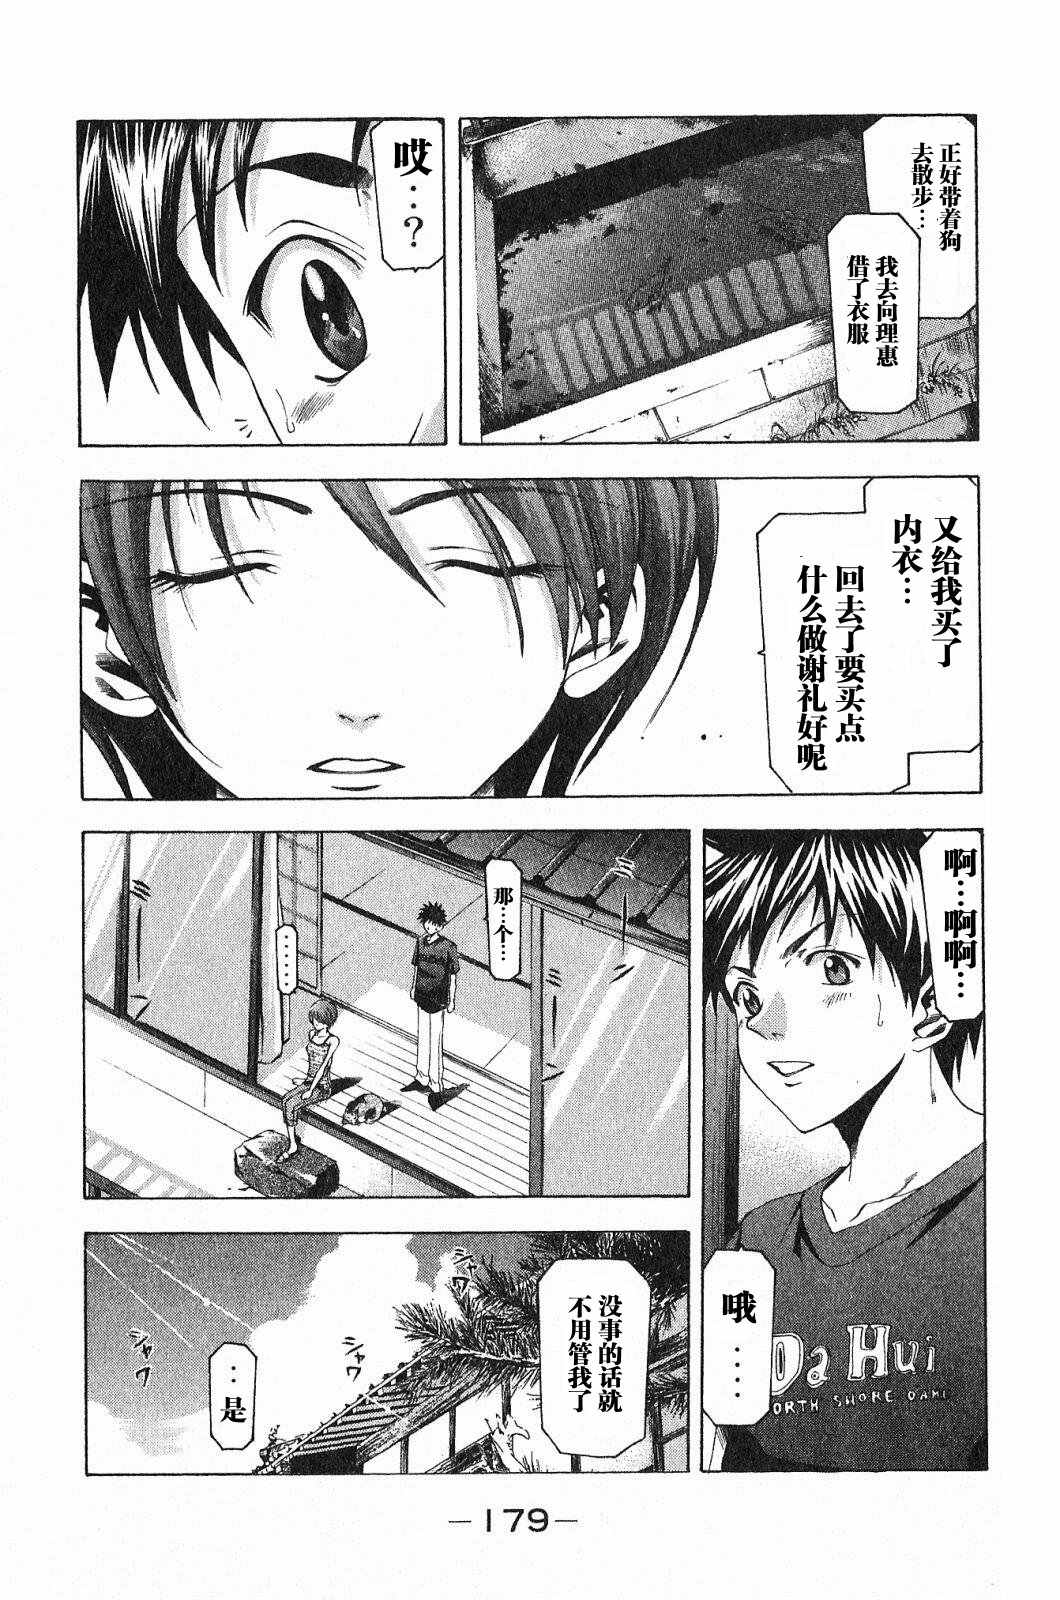 正好带着狗
去散步…
我去向理惠
借了衣服
哎
‥
？
又给我买了
内衣…
回去了要买点
什么做谢礼好呢
啊…啊啊…
哦
‥‥
那…个…
‥‥‥
没事的话就
不用管我了
‥是
シャワ
シャワ
シャワ
Da Hui
ORTH SHORE OAHU
—179—